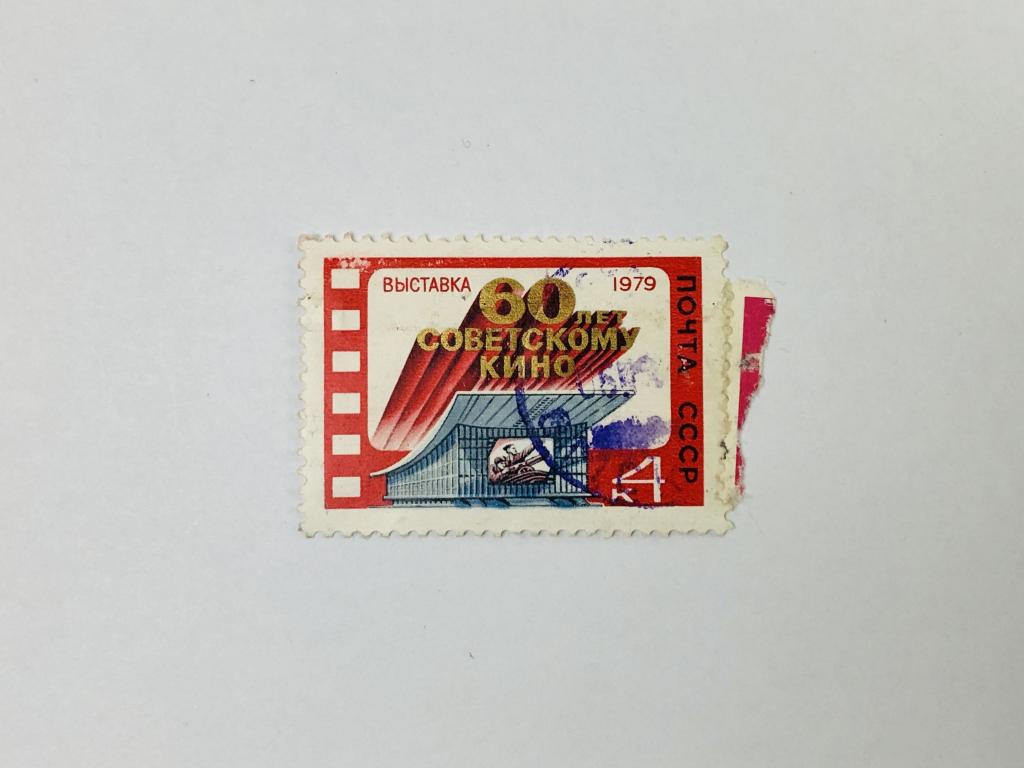 ВЫСТАВКА
1979
60 ЛЕТ
СОВЕТСКОМУ
КИНО
ПОЧТА СССР
4 К